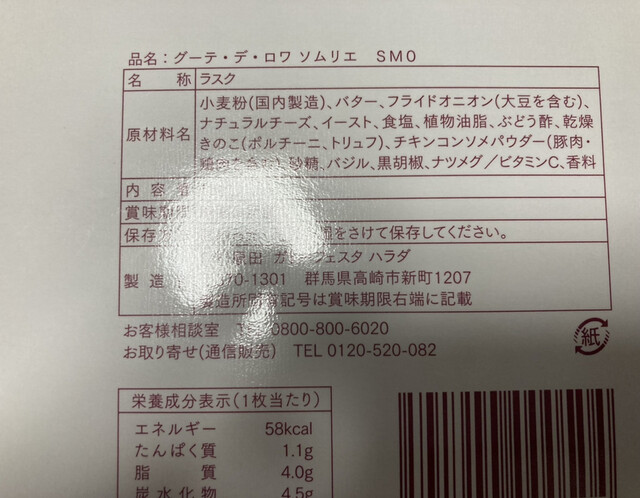 品名：グーテ・デ・ロワ ソムリエ　SMO
名　称 ラスク
原材料名 小麦粉(国内製造)、バター、フライドオニオン(大豆を含む)、
ナチュラルチーズ、イースト、食塩、植物油脂、ぶどう酢、乾燥
きのこ(ポルチーニ、トリュフ)、チキンコンソメパウダー(豚肉・
砂糖、バジル、黒胡椒、ナツメグ／ビタミンC、香料
内 容
賞味期
保存 をさけて保存してください。
ガ フェスタ ハラダ
製 造 70-1301　群馬県高崎市新町1207
製造所固有記号は賞味期限右端に記載
お客様相談室　0800-800-6020
お取り寄せ(通信販売)　TEL 0120-520-082
紙
栄養成分表示(1枚当たり)
エネルギー 58kcal
たんぱく質 1.1g
脂　質 4.0g
炭水化物 4.5g